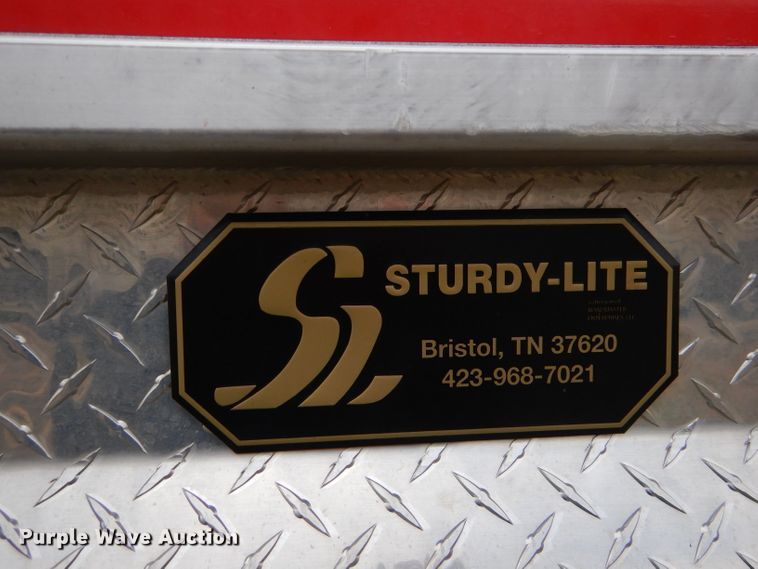 SL
STURDY-LITE
Bristol, TN 37620
423-968-7021
Purple Wave Auction